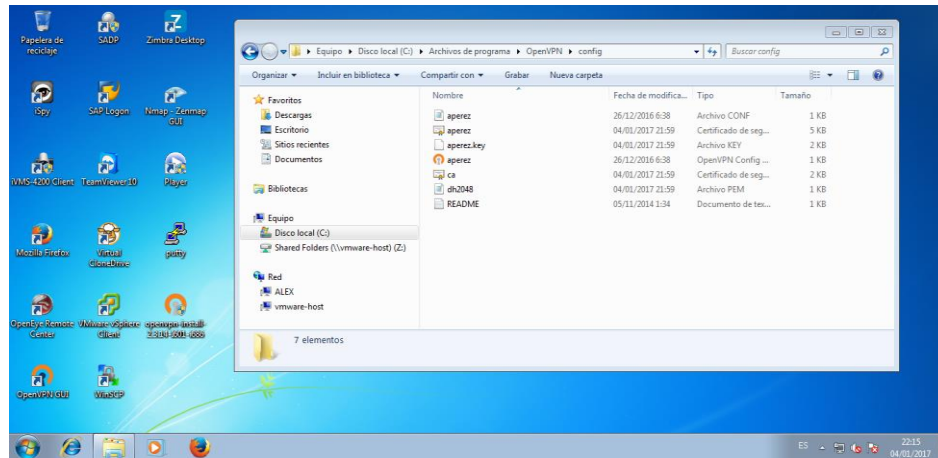 Papelera de
reciclaje
SADP
Zimbra Desktop
iSpy
SAP Logon
Nmap - Zenmap
GUI
iVMS-4200 Client
TeamViewer 10
Player
Mozilla Firefox
Virtual
CloneDrive
putty
OpenEye Remote
Center
VMware vSphere
Client
openvpn-install-
OpenVPN GUI
WinSCP
Equipo ▸ Disco local (C:) ▸ Archivos de programa ▸ OpenVPN ▸ config
Buscar config
Organizar
Incluir en biblioteca
Compartir con
Grabar
Nueva carpeta
Favoritos
Descargas
Escritorio
Sitios recientes
Documentos
Bibliotecas
Equipo
Disco local (C:)
Shared Folders (\\vmware-host) (Z:)
Red
ALEX
vmware-host
Nombre Fecha de modifica... Tipo Tamaño
aperez 26/12/2016 6:38 Archivo CONF 1 KB
aperez 04/01/2017 21:59 Certificado de seg... 5 KB
aperez.key 04/01/2017 21:59 Archivo KEY 2 KB
aperez 26/12/2016 6:38 OpenVPN Config ... 1 KB
ca 04/01/2017 21:59 Certificado de seg... 2 KB
dh2048 04/01/2017 21:59 Archivo PEM 1 KB
README 05/11/2014 1:34 Documento de tex... 1 KB
7 elementos
ES
22:15
04/01/2017